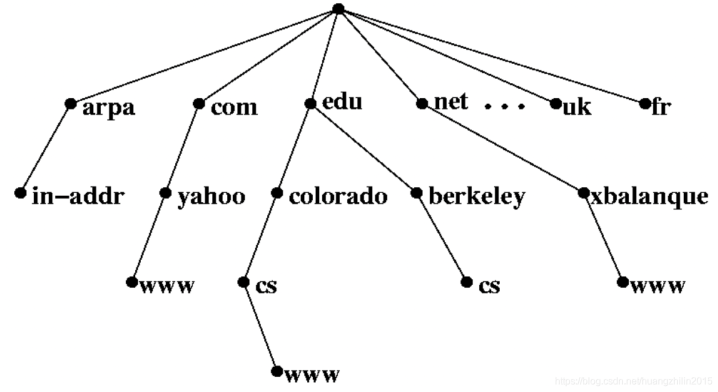 arpa com edu net ... uk fr
in-addr yahoo colorado berkeley xbalanque
www cs cs www
www
https://blog.csdn.net/huangzhilin2015